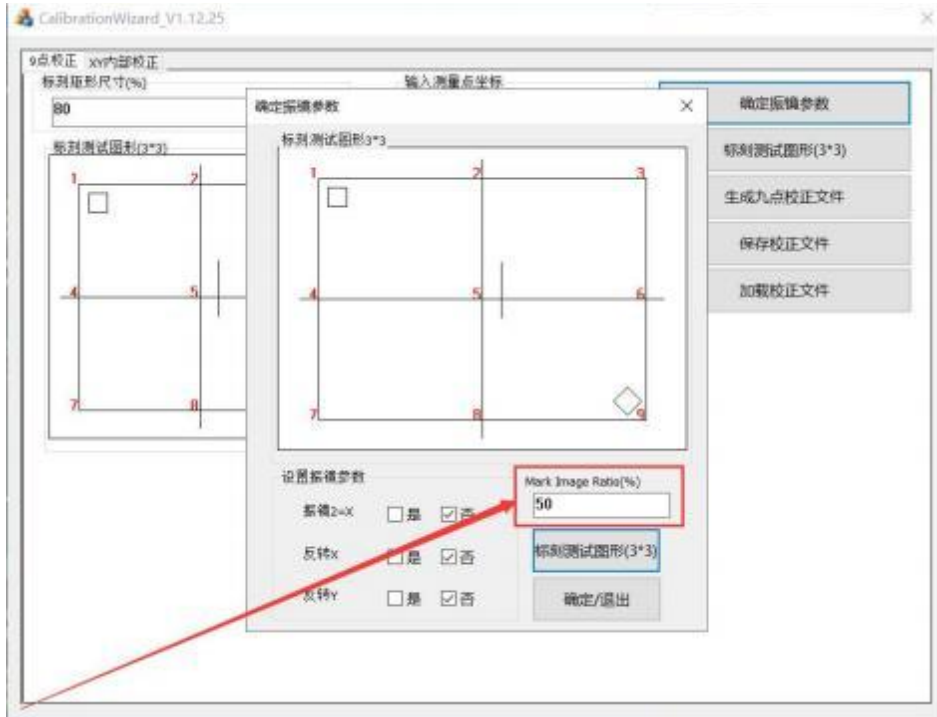 CalibrationWizard_V1.12.25
9点校正 XY内部校正
标刻矩形尺寸(%)
80
输入测量点坐标
标刻测试图形(3*3)
1 2
4 5
7 8
确定振镜参数
标刻测试图形3*3
1 2 3
4 5 6
7 8 9
设置振镜参数
振镜2=X 是 否
反转X 是 否
反转Y 是 否
Mark Image Ratio(%)
50
标刻测试图形(3*3)
确定/退出
确定振镜参数
标刻测试图形(3*3)
生成九点校正文件
保存校正文件
加载校正文件